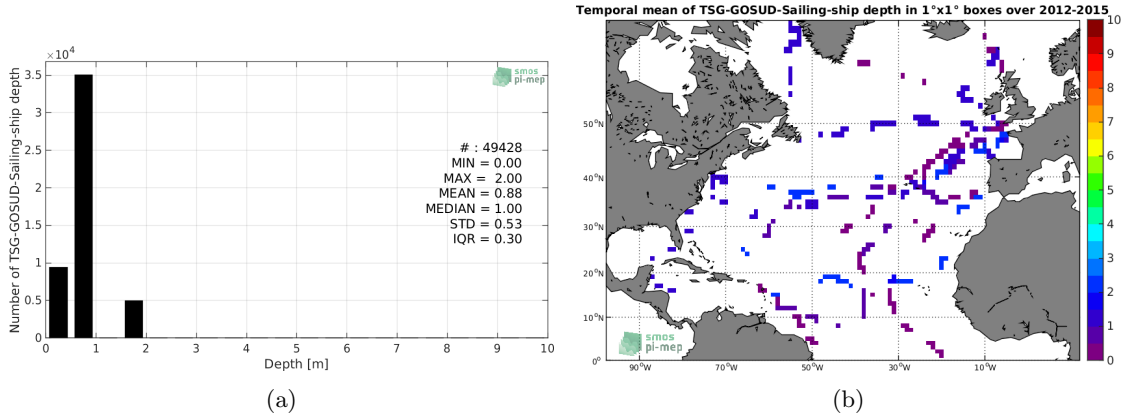 ×10⁴
3.5
3
2.5
2
1.5
1
0.5
0
Number of TSG-GOSUD-Sailing-ship depth
smos
pi-mep
# : 49428
MIN = 0.00
MAX = 2.00
MEAN = 0.88
MEDIAN = 1.00
STD = 0.53
IQR = 0.30
0 1 2 3 4 5 6 7 8 9 10
Depth [m]
(a)
Temporal mean of TSG-GOSUD-Sailing-ship depth in 1°x1° boxes over 2012-2015
50°N
40°N
30°N
20°N
10°N
0°
90°W 70°W 50°W 30°W 10°W
smos
pi-mep
10
9
8
7
6
5
4
3
2
1
0
(b)